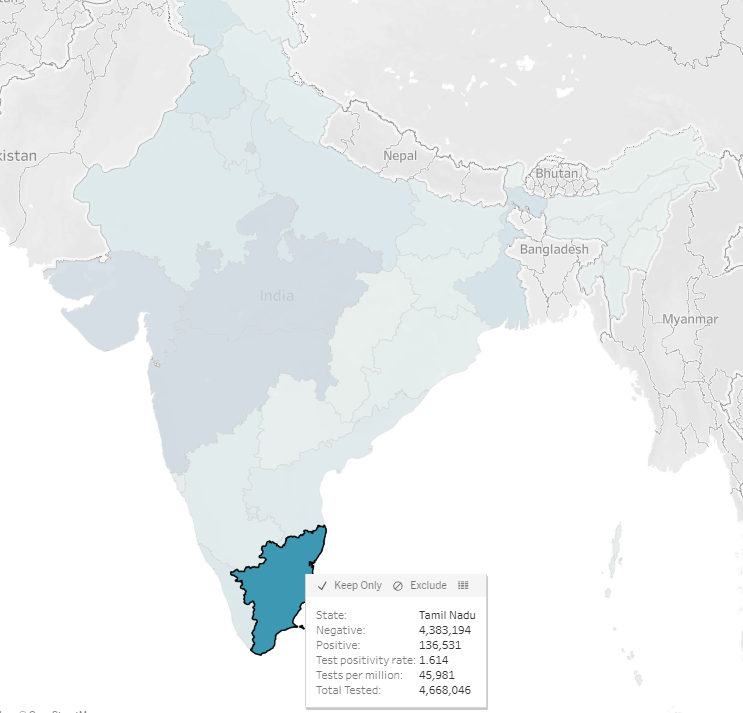 Nepal
Bhutan
kistan
Bangladesh
India
Myanmar
Keep Only Exclude
State: Tamil Nadu
Negative: 4,383,194
Positive: 136,531
Test positivity rate: 1.614
Tests per million: 45,981
Total Tested: 4,668,046